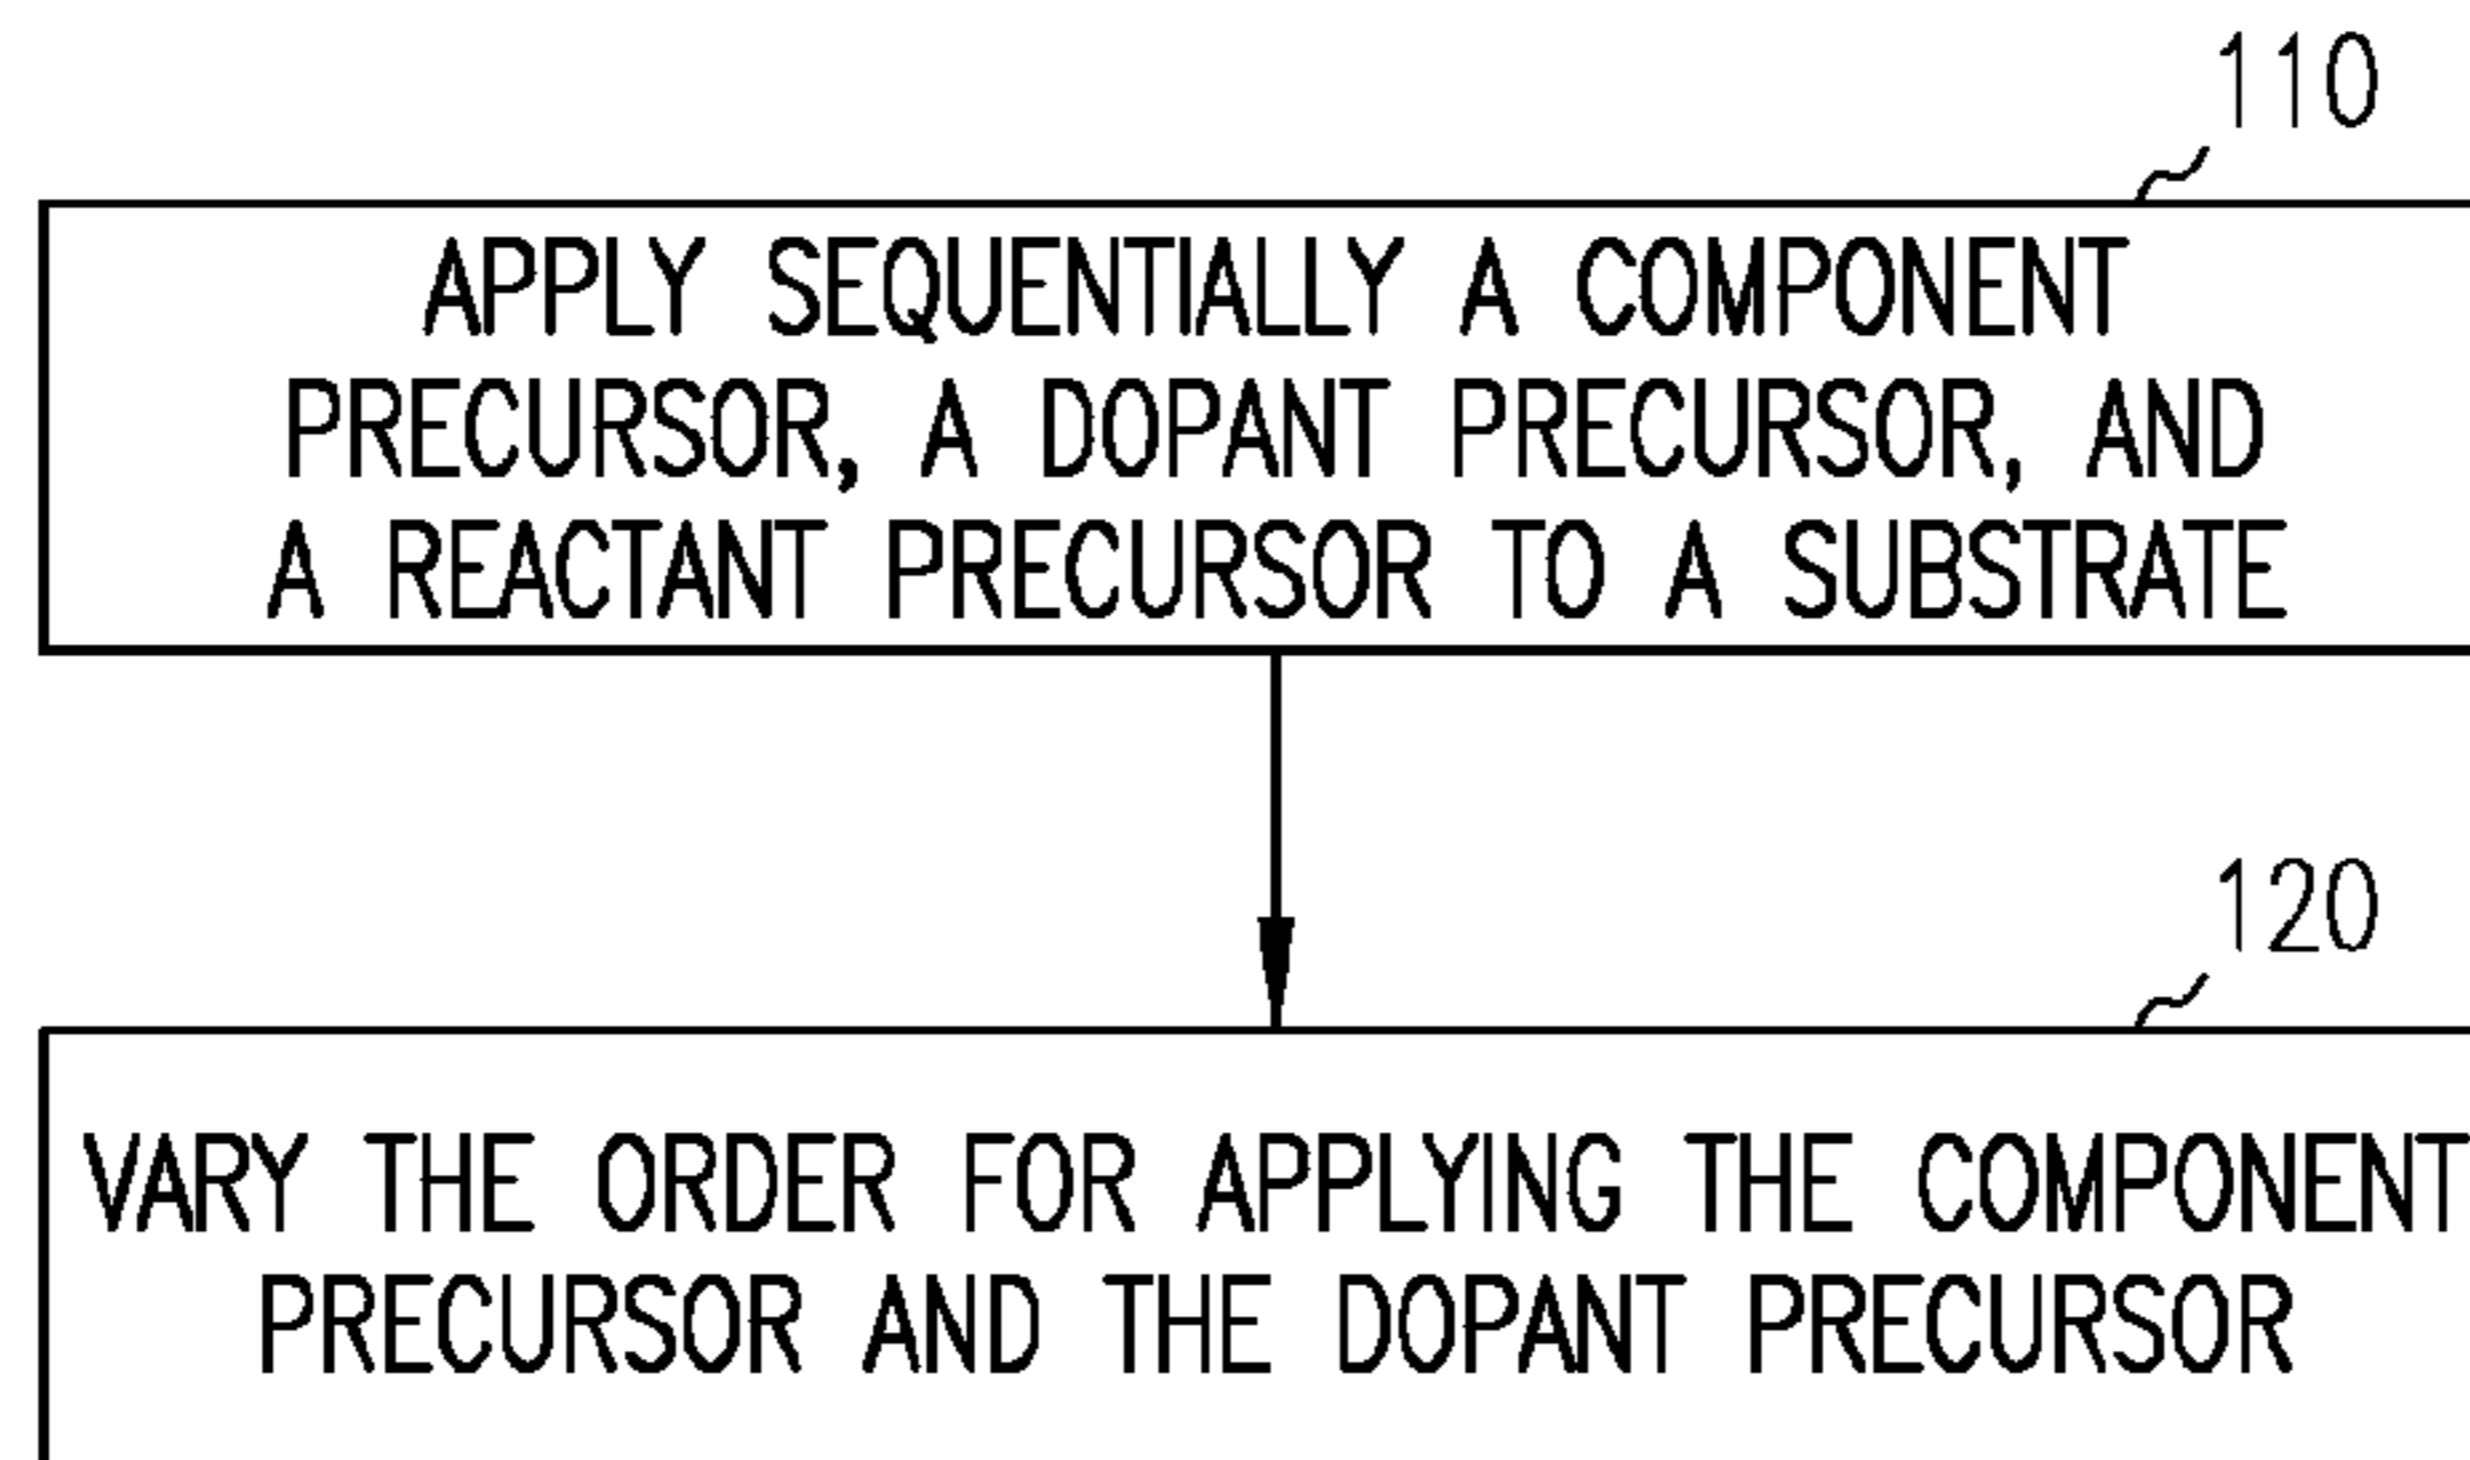 110
APPLY SEQUENTIALLY A COMPONENT
PRECURSOR, A DOPANT PRECURSOR, AND
A REACTANT PRECURSOR TO A SUBSTRATE
120
VARY THE ORDER FOR APPLYING THE COMPONENT
PRECURSOR AND THE DOPANT PRECURSOR